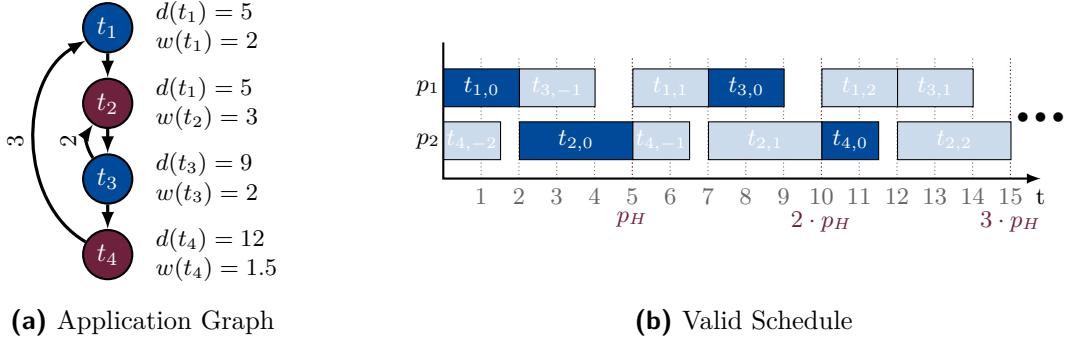 t1
d(t1) = 5
w(t1) = 2
t2
d(t1) = 5
w(t2) = 3
3
2
t3
d(t3) = 9
w(t3) = 2
t4
d(t4) = 12
w(t4) = 1.5
(a) Application Graph
p1
t1,0 t3,−1 t1,1 t3,0 t1,2 t3,1
p2
t4,−2 t2,0 t4,−1 t2,1 t4,0 t2,2
1 2 3 4 5 6 7 8 9 10 11 12 13 14 15 t
pH 2 · pH 3 · pH
(b) Valid Schedule